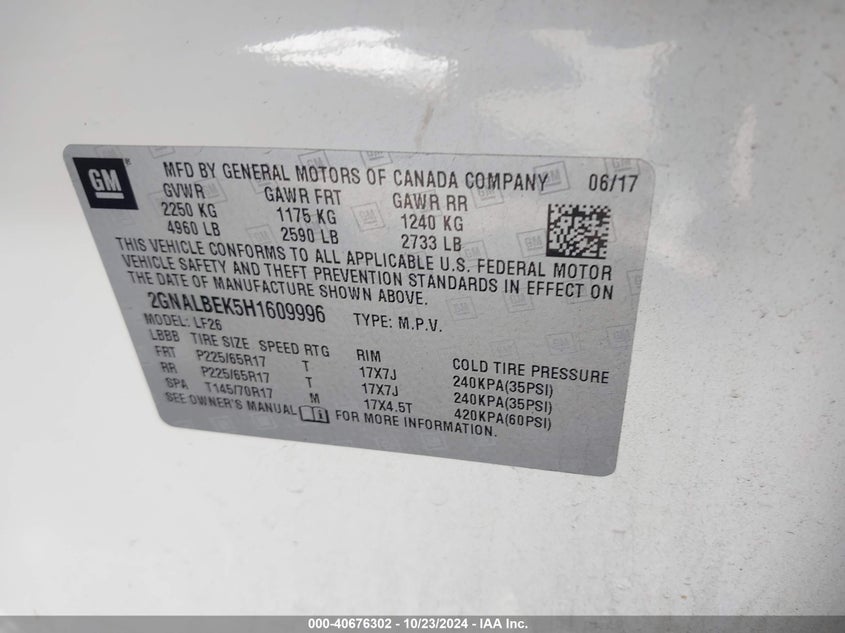 GM ® MFD BY GENERAL MOTORS OF CANADA COMPANY 06/17
GVWR GAWR FRT GAWR RR
2250 KG 1175 KG 1240 KG
4960 LB 2590 LB 2733 LB
THIS VEHICLE CONFORMS TO ALL APPLICABLE U.S. FEDERAL MOTOR
VEHICLE SAFETY AND THEFT PREVENTION STANDARDS IN EFFECT ON
THE DATE OF MANUFACTURE SHOWN ABOVE.
2GNALBEK5H1609996 TYPE: M.P.V.
MODEL: LF26
LBBB TIRE SIZE SPEED RTG RIM COLD TIRE PRESSURE
FRT P225/65R17 T 17X7J 240KPA(35PSI)
RR P225/65R17 T 17X7J 240KPA(35PSI)
SPA T145/70R17 M 17X4.5T 420KPA(60PSI)
SEE OWNER'S MANUAL FOR MORE INFORMATION.
000-40676302 - 10/23/2024 - IAA Inc.